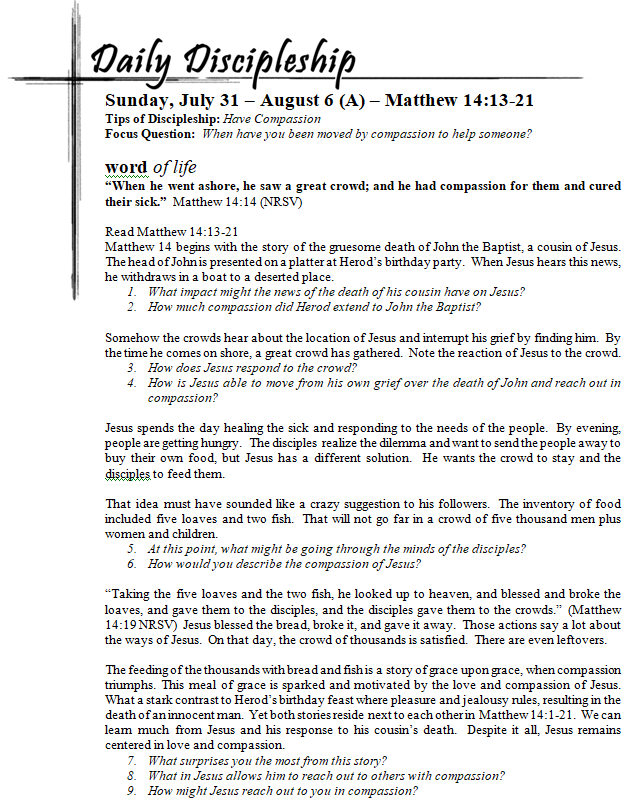 Daily Discipleship
Sunday, July 31 – August 6 (A) – Matthew 14:13-21
Tips of Discipleship: Have Compassion
Focus Question: When have you been moved by compassion to help someone?
word of life
“When he went ashore, he saw a great crowd; and he had compassion for them and cured
their sick.” Matthew 14:14 (NRSV)
Read Matthew 14:13-21
Matthew 14 begins with the story of the gruesome death of John the Baptist, a cousin of Jesus.
The head of John is presented on a platter at Herod’s birthday party. When Jesus hears this news,
he withdraws in a boat to a deserted place.
1. What impact might the news of the death of his cousin have on Jesus?
2. How much compassion did Herod extend to John the Baptist?
Somehow the crowds hear about the location of Jesus and interrupt his grief by finding him. By
the time he comes on shore, a great crowd has gathered. Note the reaction of Jesus to the crowd.
3. How does Jesus respond to the crowd?
4. How is Jesus able to move from his own grief over the death of John and reach out in
compassion?
Jesus spends the day healing the sick and responding to the needs of the people. By evening,
people are getting hungry. The disciples realize the dilemma and want to send the people away to
buy their own food, but Jesus has a different solution. He wants the crowd to stay and the
disciples to feed them.
That idea must have sounded like a crazy suggestion to his followers. The inventory of food
included five loaves and two fish. That will not go far in a crowd of five thousand men plus
women and children.
5. At this point, what might be going through the minds of the disciples?
6. How would you describe the compassion of Jesus?
“Taking the five loaves and the two fish, he looked up to heaven, and blessed and broke the
loaves, and gave them to the disciples, and the disciples gave them to the crowds.” (Matthew
14:19 NRSV) Jesus blessed the bread, broke it, and gave it away. Those actions say a lot about
the ways of Jesus. On that day, the crowd of thousands is satisfied. There are even leftovers.
The feeding of the thousands with bread and fish is a story of grace upon grace, when compassion
triumphs. This meal of grace is sparked and motivated by the love and compassion of Jesus.
What a stark contrast to Herod’s birthday feast where pleasure and jealousy rules, resulting in the
death of an innocent man. Yet both stories reside next to each other in Matthew 14:1-21. We can
learn much from Jesus and his response to his cousin’s death. Despite it all, Jesus remains
centered in love and compassion.
7. What surprises you the most from this story?
8. What in Jesus allows him to reach out to others with compassion?
9. How might Jesus reach out to you in compassion?